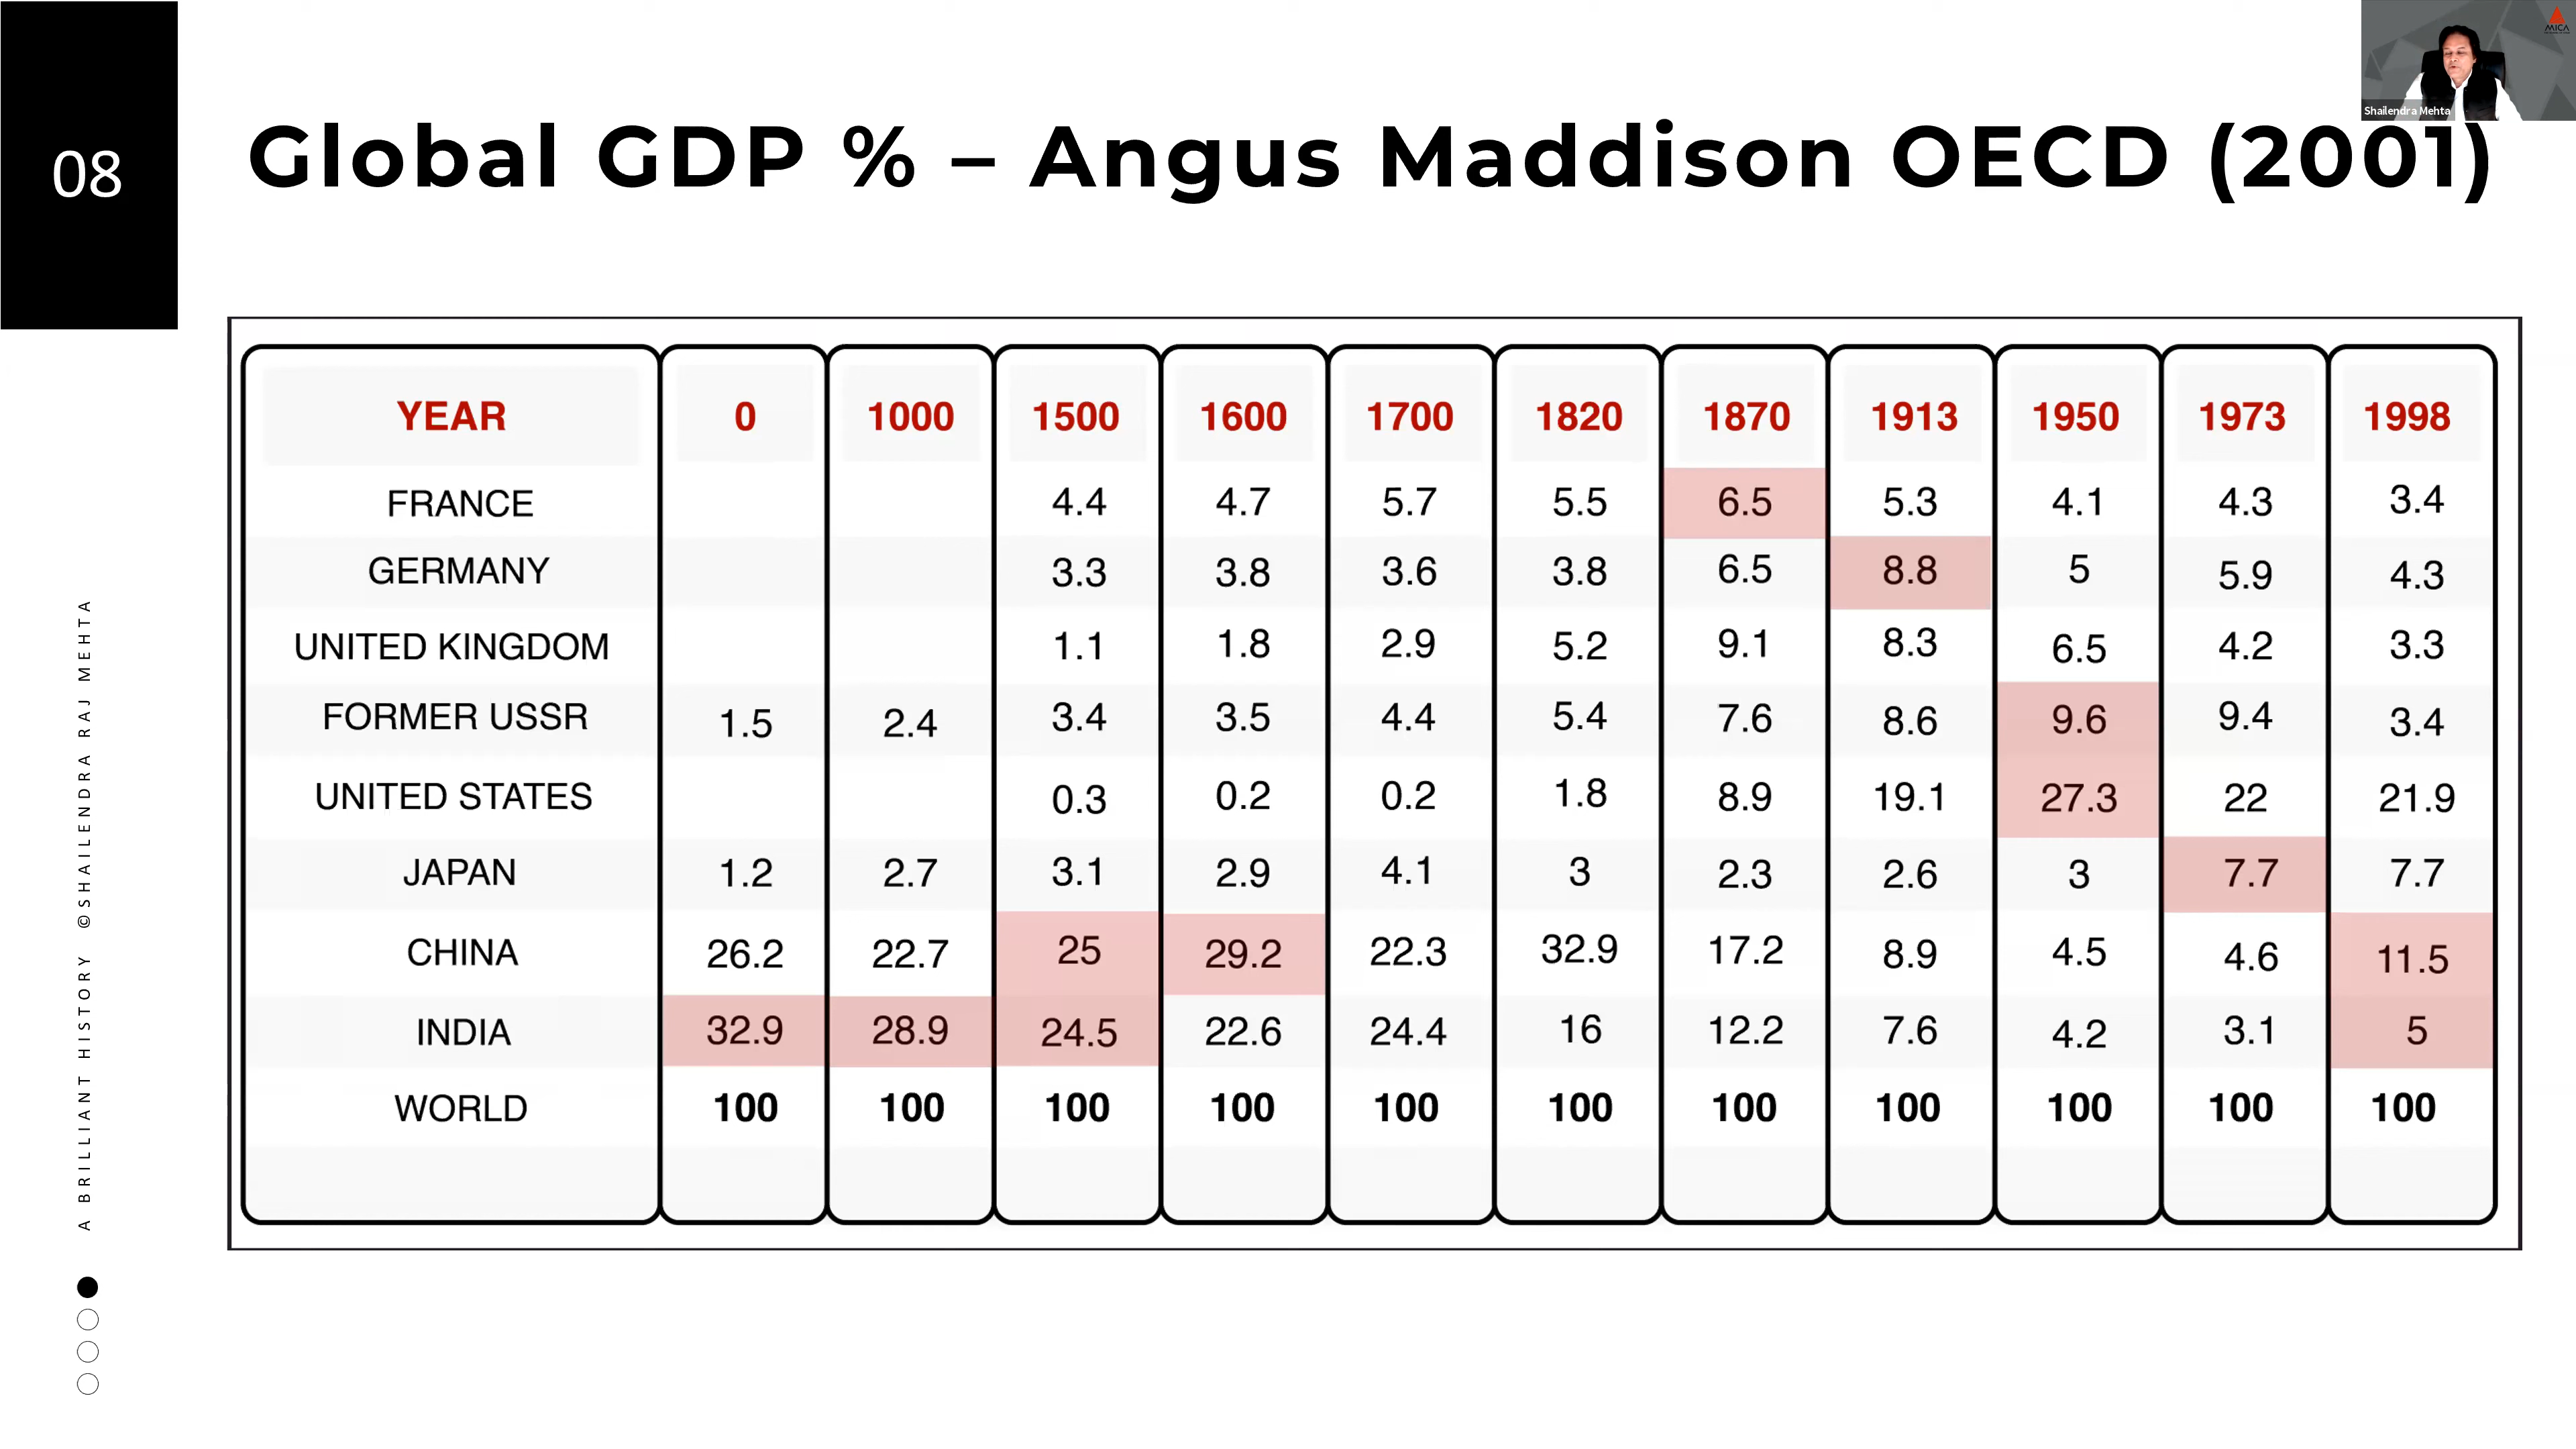 08
Global GDP % – Angus Maddison OECD (2001)
MICA
Shailendra Mehta
YEAR 0 1000 1500 1600 1700 1820 1870 1913 1950 1973 1998
FRANCE 4.4 4.7 5.7 5.5 6.5 5.3 4.1 4.3 3.4
GERMANY 3.3 3.8 3.6 3.8 6.5 8.8 5 5.9 4.3
UNITED KINGDOM 1.1 1.8 2.9 5.2 9.1 8.3 6.5 4.2 3.3
FORMER USSR 1.5 2.4 3.4 3.5 4.4 5.4 7.6 8.6 9.6 9.4 3.4
UNITED STATES 0.3 0.2 0.2 1.8 8.9 19.1 27.3 22 21.9
JAPAN 1.2 2.7 3.1 2.9 4.1 3 2.3 2.6 3 7.7 7.7
CHINA 26.2 22.7 25 29.2 22.3 32.9 17.2 8.9 4.5 4.6 11.5
INDIA 32.9 28.9 24.5 22.6 24.4 16 12.2 7.6 4.2 3.1 5
WORLD 100 100 100 100 100 100 100 100 100 100 100
A BRILLIANT HISTORY ©SHAILENDRA RAJ MEHTA